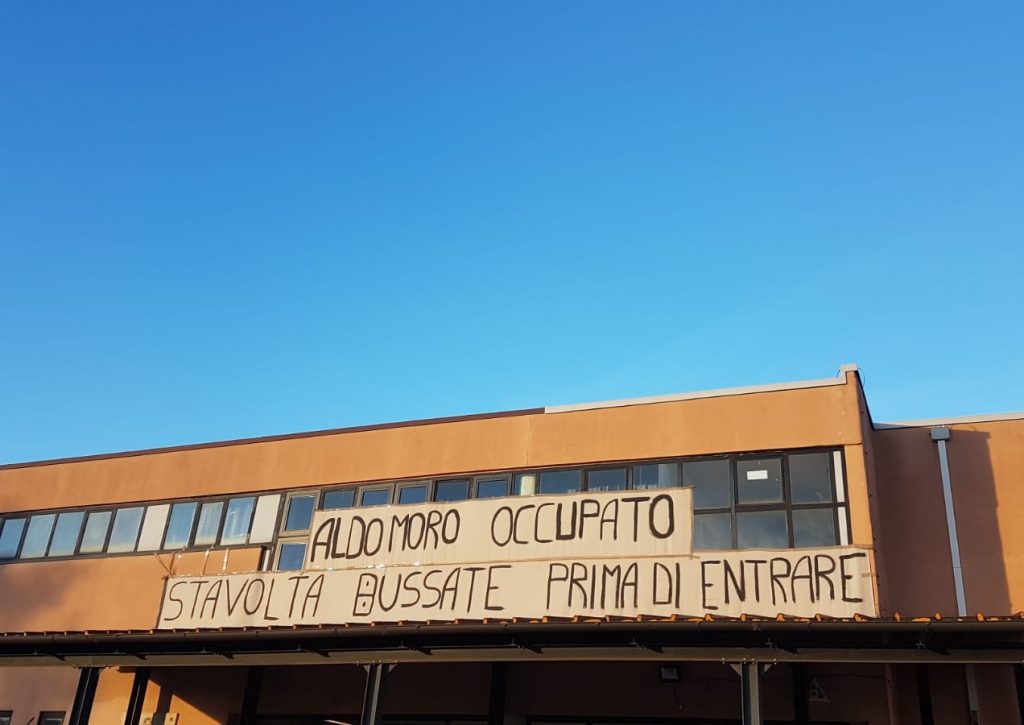 ALDO MORO OCCUPATO
STAVOLTA BUSSATE PRIMA DI ENTRARE